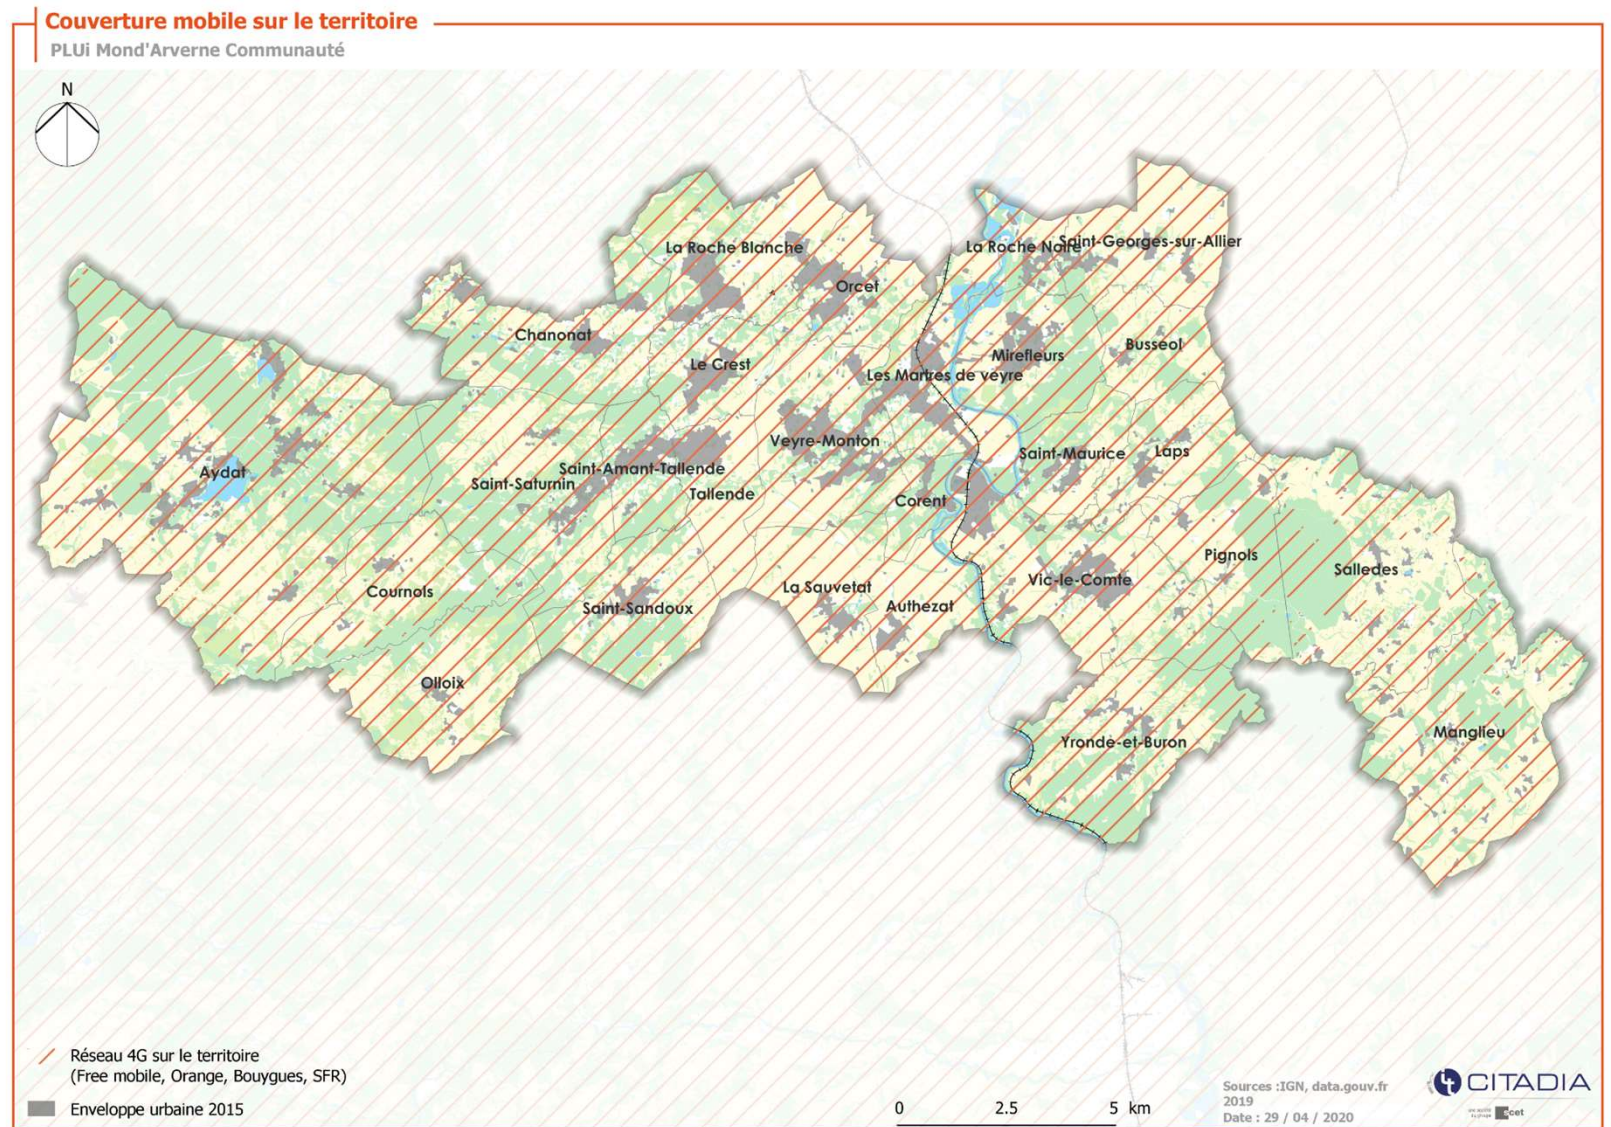 Couverture mobile sur le territoire
PLUi Mond'Arverne Communauté
N
La Roche Blanche
La Roche Noire
Saint-Georges-sur-Allier
Orcet
Chanonat
Le Crest
Mirefleurs
Busséol
Les Martres de veyre
Veyre-Monton
Saint-Maurice
Laps
Aydat
Saint-Amant-Tallende
Saint-Saturnin
Tallende
Corent
Pignols
Salledes
Cournols
Saint-Sandoux
La Sauvetat
Authezat
Vic-le-Comte
Olloix
Yronde-et-Buron
Manglieu
Réseau 4G sur le territoire
(Free mobile, Orange, Bouygues, SFR)
Enveloppe urbaine 2015
0 2.5 5 km
Sources :IGN, data.gouv.fr
2019
Date : 29 / 04 / 2020
CITADIA